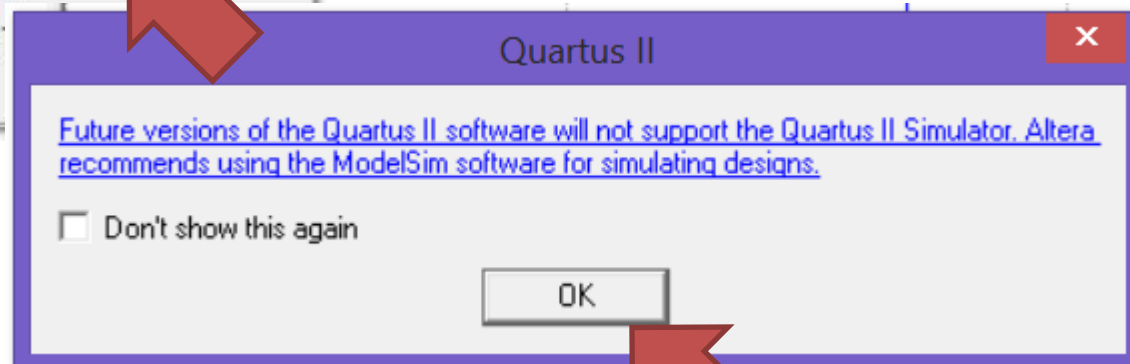 Quartus II
Future versions of the Quartus II software will not support the Quartus II Simulator. Altera
recommends using the ModelSim software for simulating designs.
Don't show this again
OK